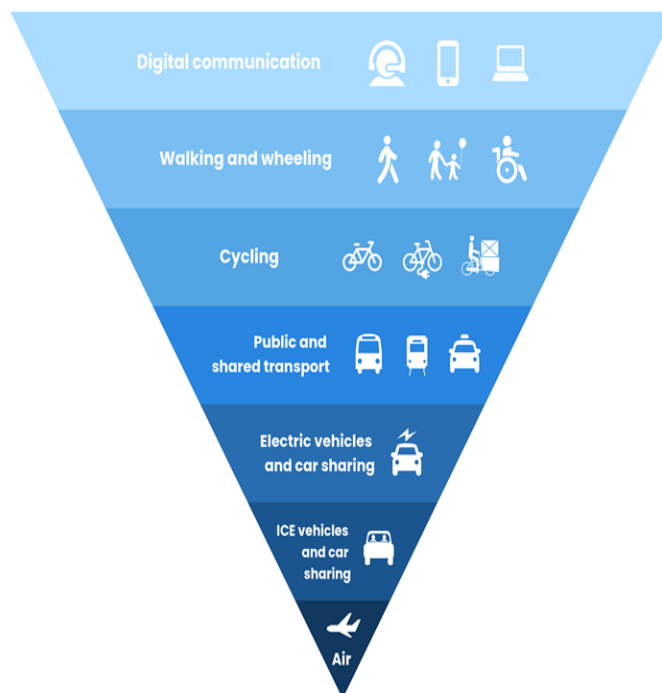 Digital communication
Walking and wheeling
Cycling
Public and
shared transport
Electric vehicles
and car sharing
ICE vehicles
and car
sharing
Air